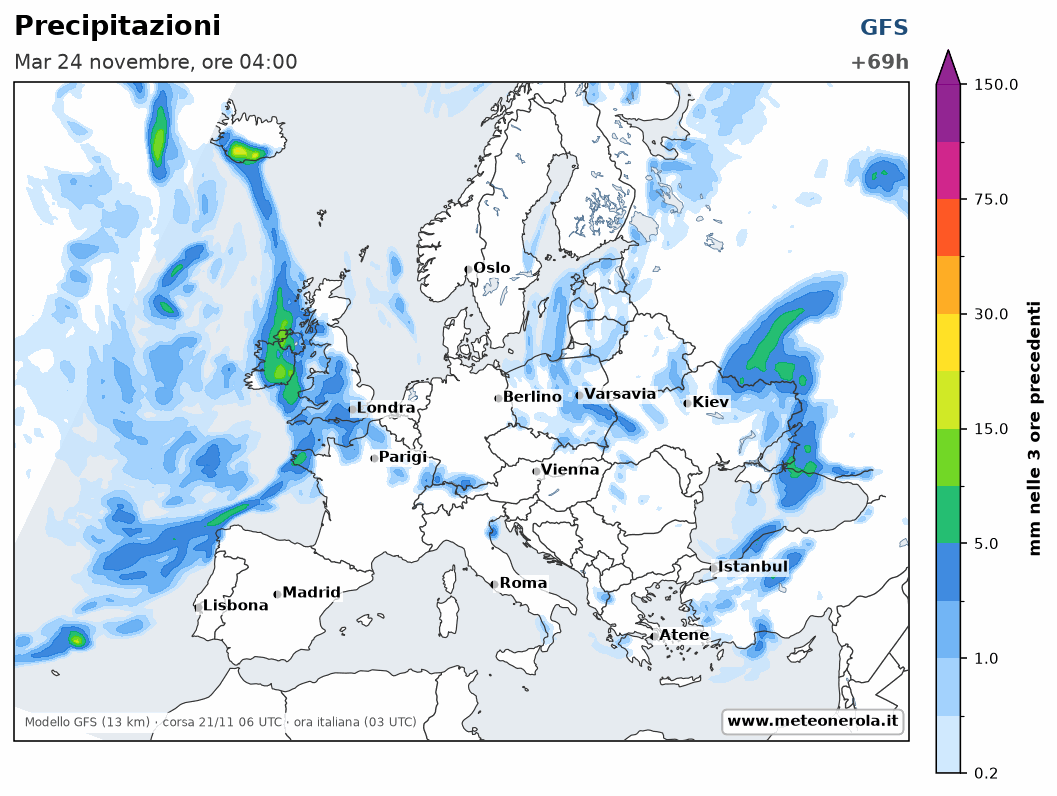 Precipitazioni
GFS
Mar 24 novembre, ore 04:00
+69h
150.0
75.0
30.0
15.0
5.0
1.0
0.2
mm nelle 3 ore precedenti
Oslo
Berlino
Varsavia
Kiev
Londra
Parigi
Vienna
Istanbul
Roma
Madrid
Lisbona
Atene
Modello GFS (13 km) · corsa 21/11 06 UTC · ora italiana (03 UTC)
www.meteonerola.it